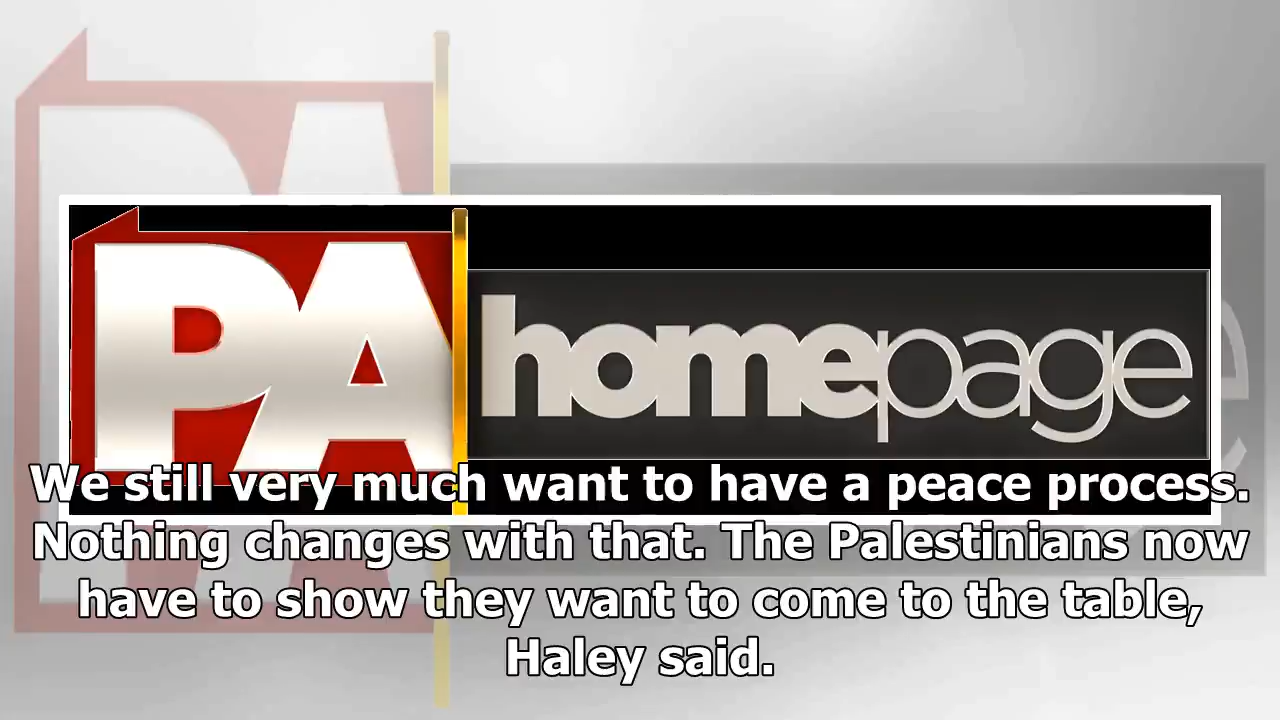 PA homepage
We still very much want to have a peace process.
Nothing changes with that. The Palestinians now
have to show they want to come to the table,
Haley said.